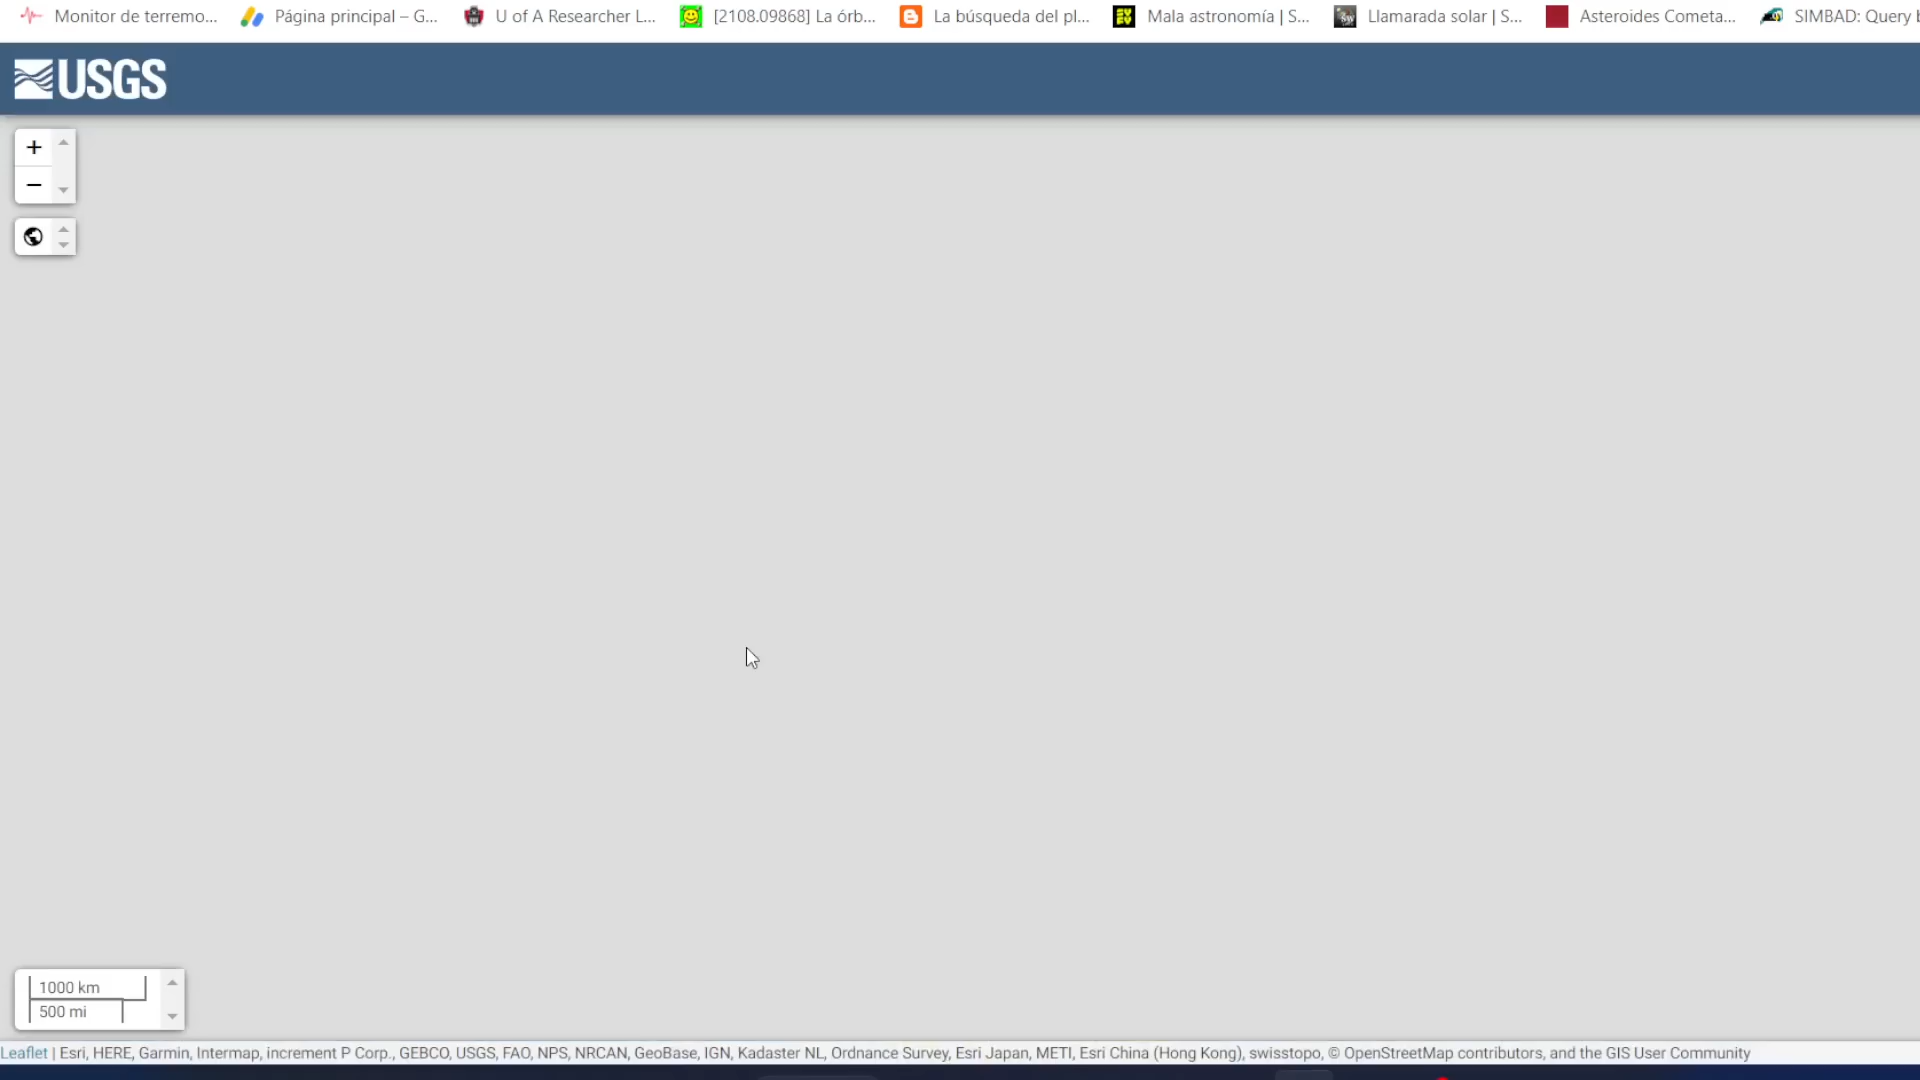 Monitor de terremo... Página principal – G... U of A Researcher L... [2108.09868] La órb... La búsqueda del pl... Mala astronomía | S... Llamarada solar | S... Asteroides Cometa... SIMBAD: Query b
USGS
+
−
1000 km
500 mi
Leaflet | Esri, HERE, Garmin, Intermap, increment P Corp., GEBCO, USGS, FAO, NPS, NRCAN, GeoBase, IGN, Kadaster NL, Ordnance Survey, Esri Japan, METI, Esri China (Hong Kong), swisstopo, © OpenStreetMap contributors, and the GIS User Community